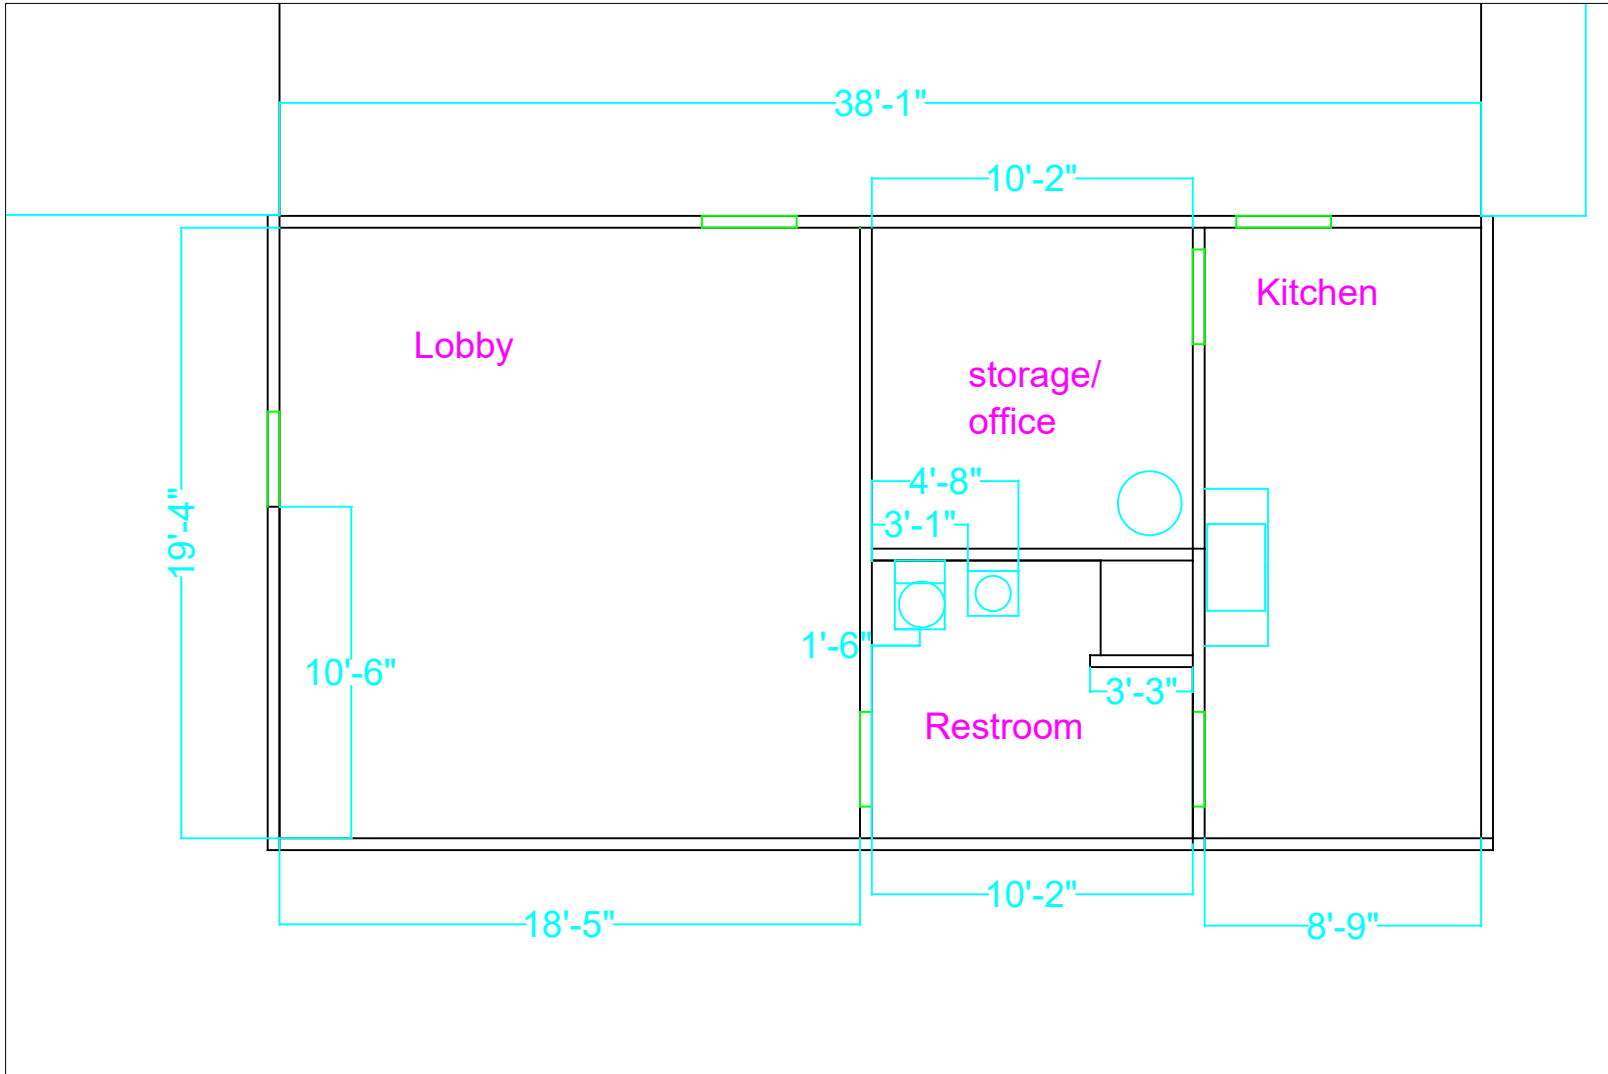 38'-1"
10'-2"
Kitchen
Lobby
storage/
office
4'-8"
3'-1"
19'-4"
1'-6"
10'-6"
3'-3"
Restroom
10'-2"
18'-5"
8'-9"